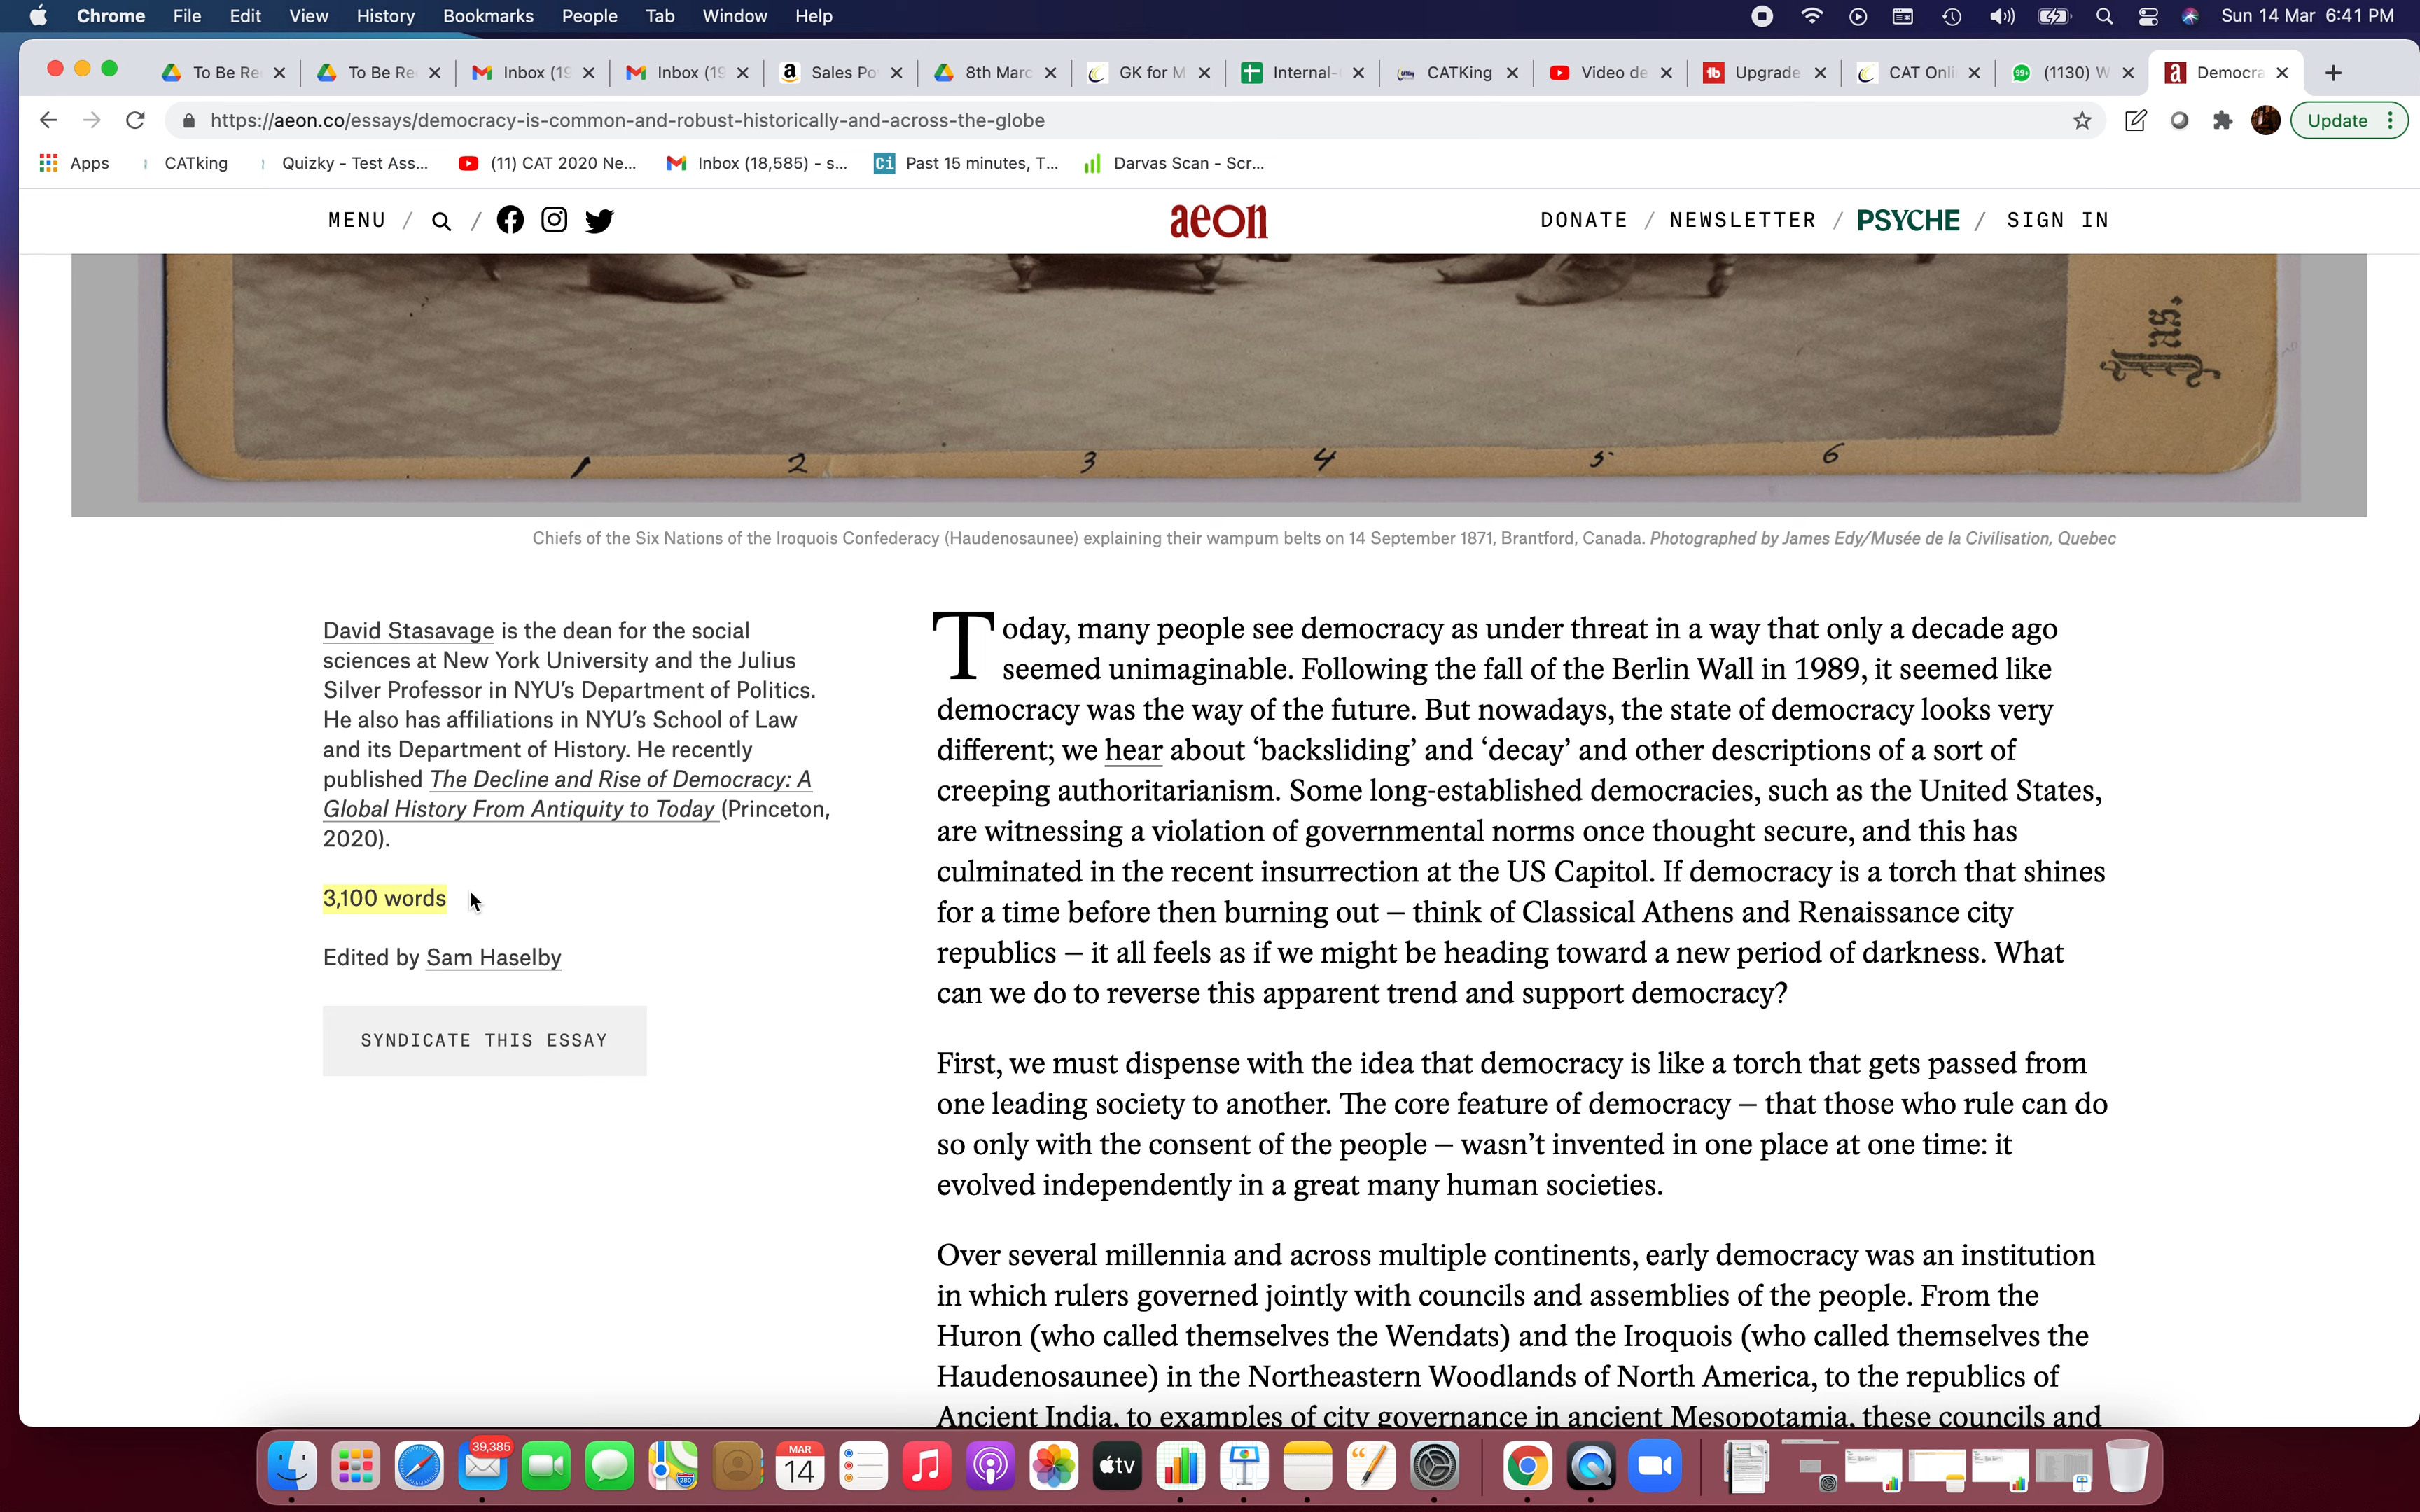 Chrome File Edit View History Bookmarks People Tab Window Help Sun 14 Mar 6:41 PM
To Be Re To Be Re Inbox (19 Inbox (19 Sales Po 8th Marc GK for M Internal- CATKing Video de Upgrade CAT Onli (1130) W Democra
https://aeon.co/essays/democracy-is-common-and-robust-historically-and-across-the-globe Update
Apps CATking Quizky - Test Ass... (11) CAT 2020 Ne... Inbox (18,585) - s... Ci Past 15 minutes, T... Darvas Scan - Scr...
MENU / / aeon DONATE / NEWSLETTER / PSYCHE / SIGN IN
1 2 3 4 5 6
Chiefs of the Six Nations of the Iroquois Confederacy (Haudenosaunee) explaining their wampum belts on 14 September 1871, Brantford, Canada. Photographed by James Edy/Musée de la Civilisation, Quebec
David Stasavage is the dean for the social
sciences at New York University and the Julius
Silver Professor in NYU’s Department of Politics.
He also has affiliations in NYU’s School of Law
and its Department of History. He recently
published The Decline and Rise of Democracy: A
Global History From Antiquity to Today (Princeton,
2020).
3,100 words
Edited by Sam Haselby
SYNDICATE THIS ESSAY
Today, many people see democracy as under threat in a way that only a decade ago
seemed unimaginable. Following the fall of the Berlin Wall in 1989, it seemed like
democracy was the way of the future. But nowadays, the state of democracy looks very
different; we hear about ‘backsliding’ and ‘decay’ and other descriptions of a sort of
creeping authoritarianism. Some long-established democracies, such as the United States,
are witnessing a violation of governmental norms once thought secure, and this has
culminated in the recent insurrection at the US Capitol. If democracy is a torch that shines
for a time before then burning out – think of Classical Athens and Renaissance city
republics – it all feels as if we might be heading toward a new period of darkness. What
can we do to reverse this apparent trend and support democracy?
First, we must dispense with the idea that democracy is like a torch that gets passed from
one leading society to another. The core feature of democracy – that those who rule can do
so only with the consent of the people – wasn’t invented in one place at one time: it
evolved independently in a great many human societies.
Over several millennia and across multiple continents, early democracy was an institution
in which rulers governed jointly with councils and assemblies of the people. From the
Huron (who called themselves the Wendats) and the Iroquois (who called themselves the
Haudenosaunee) in the Northeastern Woodlands of North America, to the republics of
Ancient India, to examples of city governance in ancient Mesopotamia, these councils and
39,385
MAR
14
tv